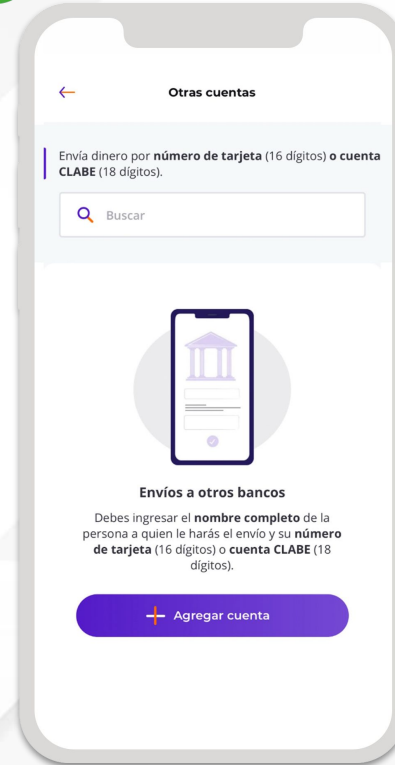 Otras cuentas
Envía dinero por número de tarjeta (16 dígitos) o cuenta
CLABE (18 dígitos).
Buscar
Envíos a otros bancos
Debes ingresar el nombre completo de la
persona a quien le harás el envío y su número
de tarjeta (16 dígitos) o cuenta CLABE (18
dígitos).
Agregar cuenta